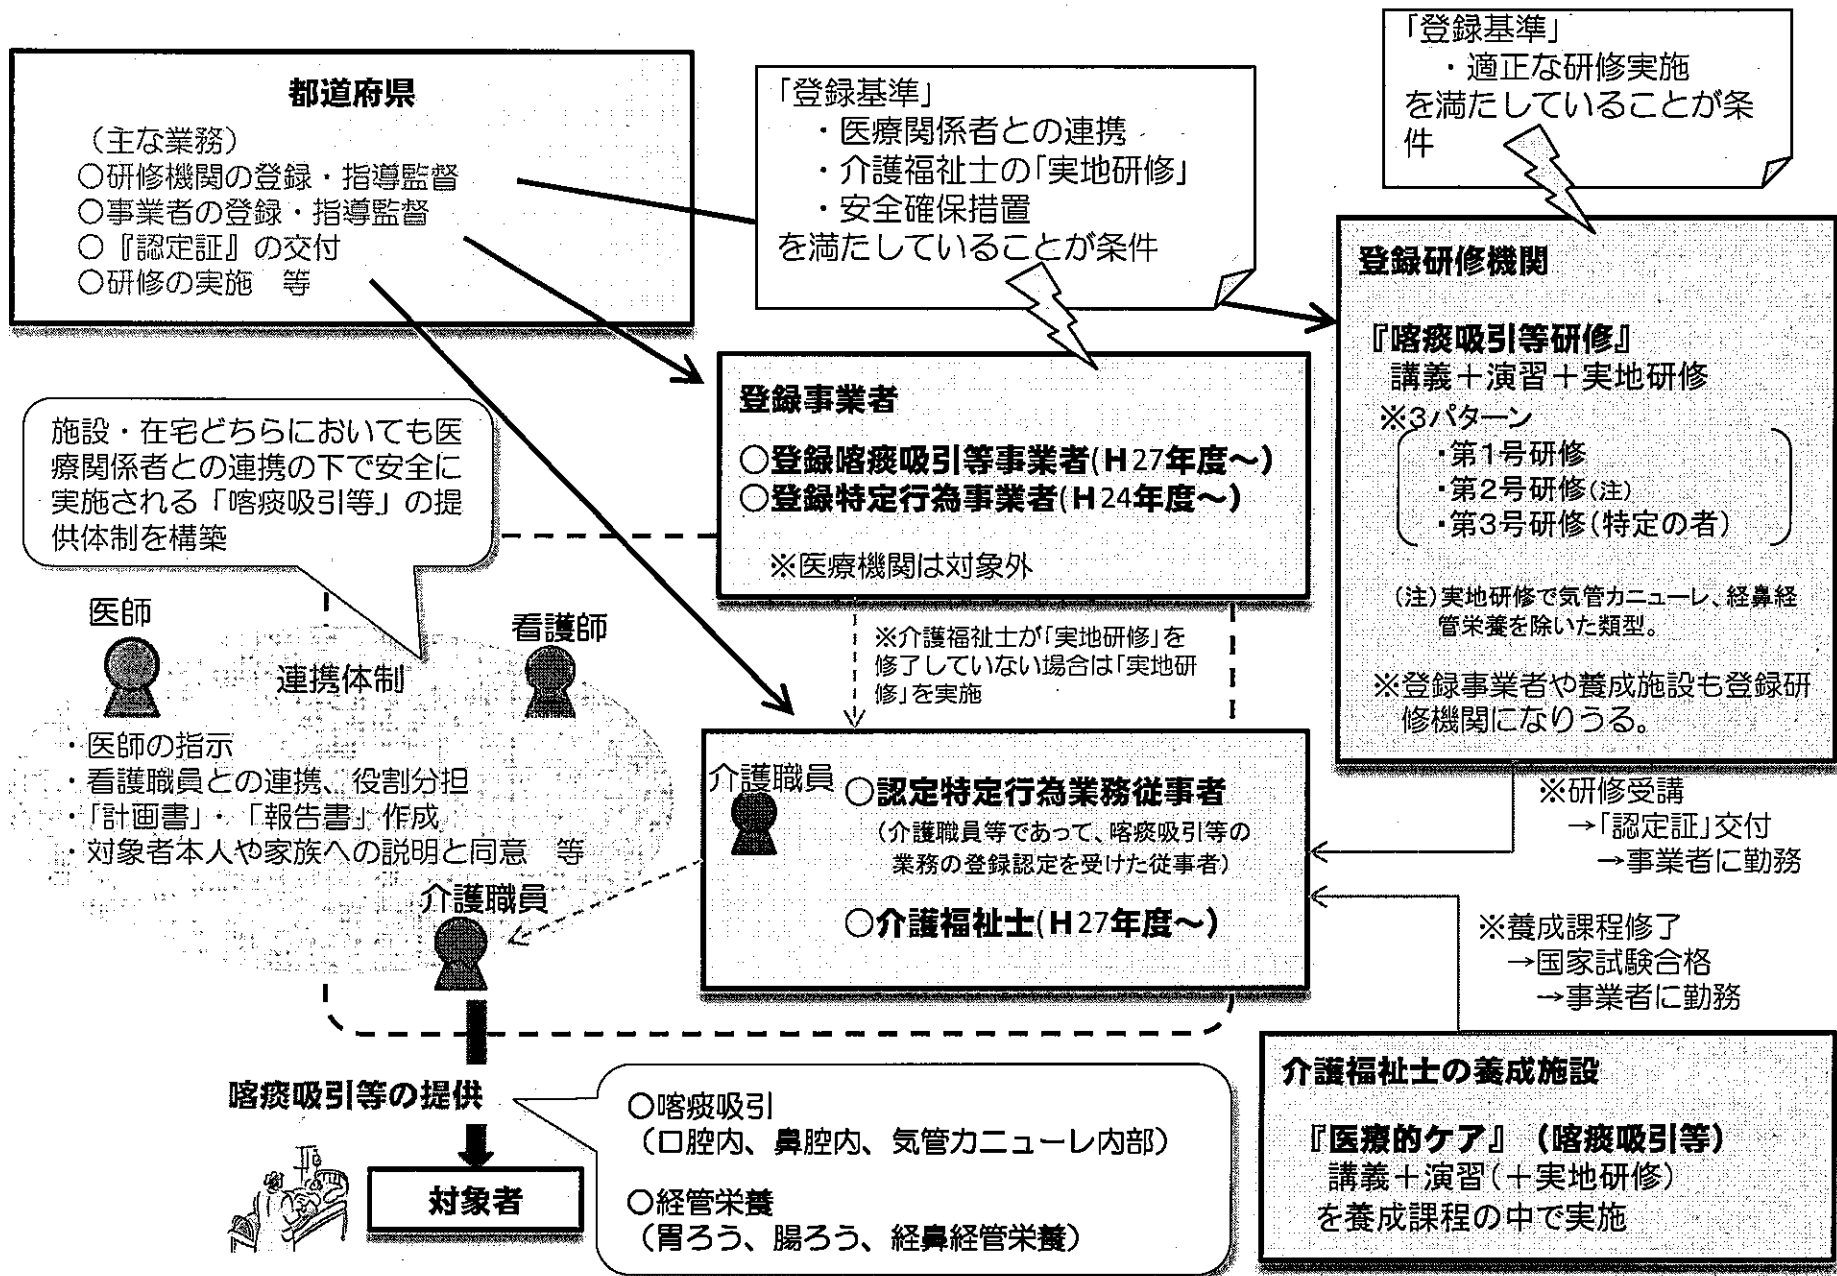 都道府県
（主な業務）
○研修機関の登録・指導監督
○事業者の登録・指導監督
○『認定証』の交付
○研修の実施　等
「登録基準」
・医療関係者との連携
・介護福祉士の「実地研修」
・安全確保措置
を満たしていることが条件
「登録基準」
・適正な研修実施
を満たしていることが条
件
登録研修機関
『喀痰吸引等研修』
講義＋演習＋実地研修
※3パターン
・第1号研修
・第2号研修(注)
・第3号研修(特定の者)
(注)実地研修で気管カニューレ、経鼻経
管栄養を除いた類型。
※登録事業者や養成施設も登録研
修機関になりうる。
登録事業者
○登録喀痰吸引等事業者(H27年度～)
○登録特定行為事業者(H24年度～)
※医療機関は対象外
施設・在宅どちらにおいても医
療関係者との連携の下で安全に
実施される「喀痰吸引等」の提
供体制を構築
医師
看護師
連携体制
・医師の指示
・看護職員との連携、役割分担
・「計画書」・「報告書」作成
・対象者本人や家族への説明と同意　等
介護職員
※介護福祉士が「実地研修」を
修了していない場合は「実地研
修」を実施
介護職員
○認定特定行為業務従事者
(介護職員等であって、喀痰吸引等の
業務の登録認定を受けた従事者)
○介護福祉士(H27年度～)
※研修受講
→「認定証」交付
→事業者に勤務
※養成課程修了
→国家試験合格
→事業者に勤務
喀痰吸引等の提供
対象者
○喀痰吸引
（口腔内、鼻腔内、気管カニューレ内部）
○経管栄養
（胃ろう、腸ろう、経鼻経管栄養）
介護福祉士の養成施設
『医療的ケア』（喀痰吸引等）
講義＋演習(＋実地研修)
を養成課程の中で実施